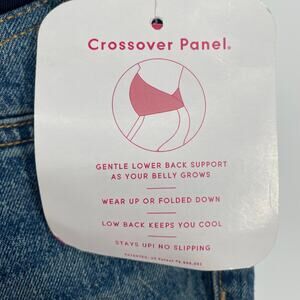 Crossover Panel®
GENTLE LOWER BACK SUPPORT
AS YOUR BELLY GROWS
WEAR UP OR FOLDED DOWN
LOW BACK KEEPS YOU COOL
STAYS UP! NO SLIPPING